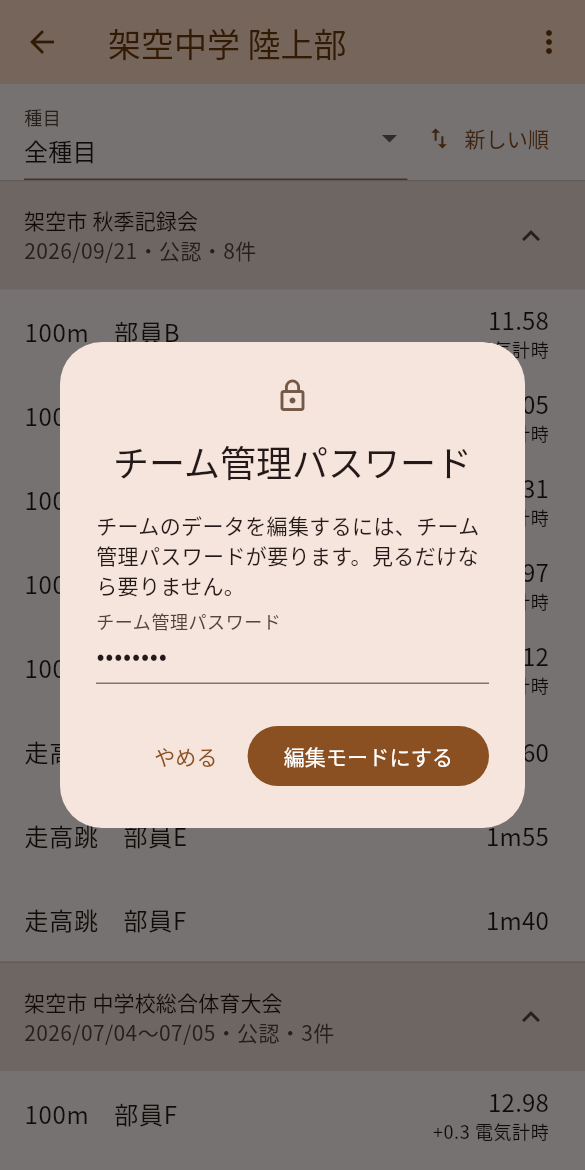 架空中学 陸上部
種目
全種目
新しい順
架空市 秋季記録会
2026/09/21・公認・8件
100m 部員B
11.58
計時
チーム管理パスワード
チームのデータを編集するには、チーム
管理パスワードが要ります。見るだけな
ら要りません。
チーム管理パスワード
••••••••
やめる
編集モードにする
走高跳 部員E
1m55
走高跳 部員F
1m40
架空市 中学校総合体育大会
2026/07/04〜07/05・公認・3件
100m 部員F
12.98
+0.3 電気計時